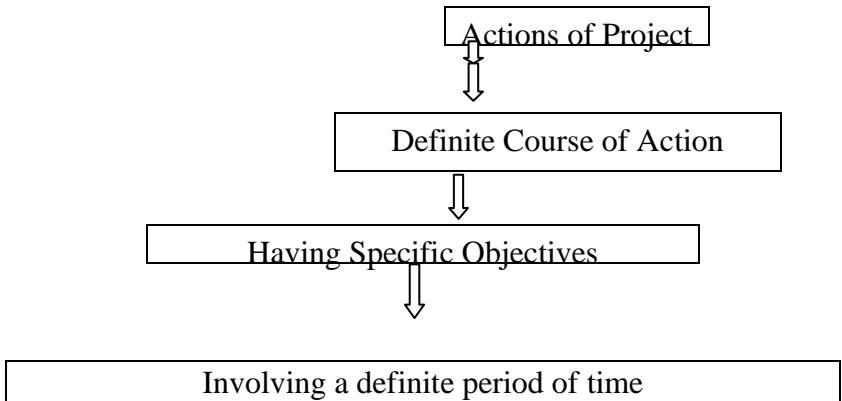 Actions of Project
Definite Course of Action
Having Specific Objectives
Involving a definite period of time